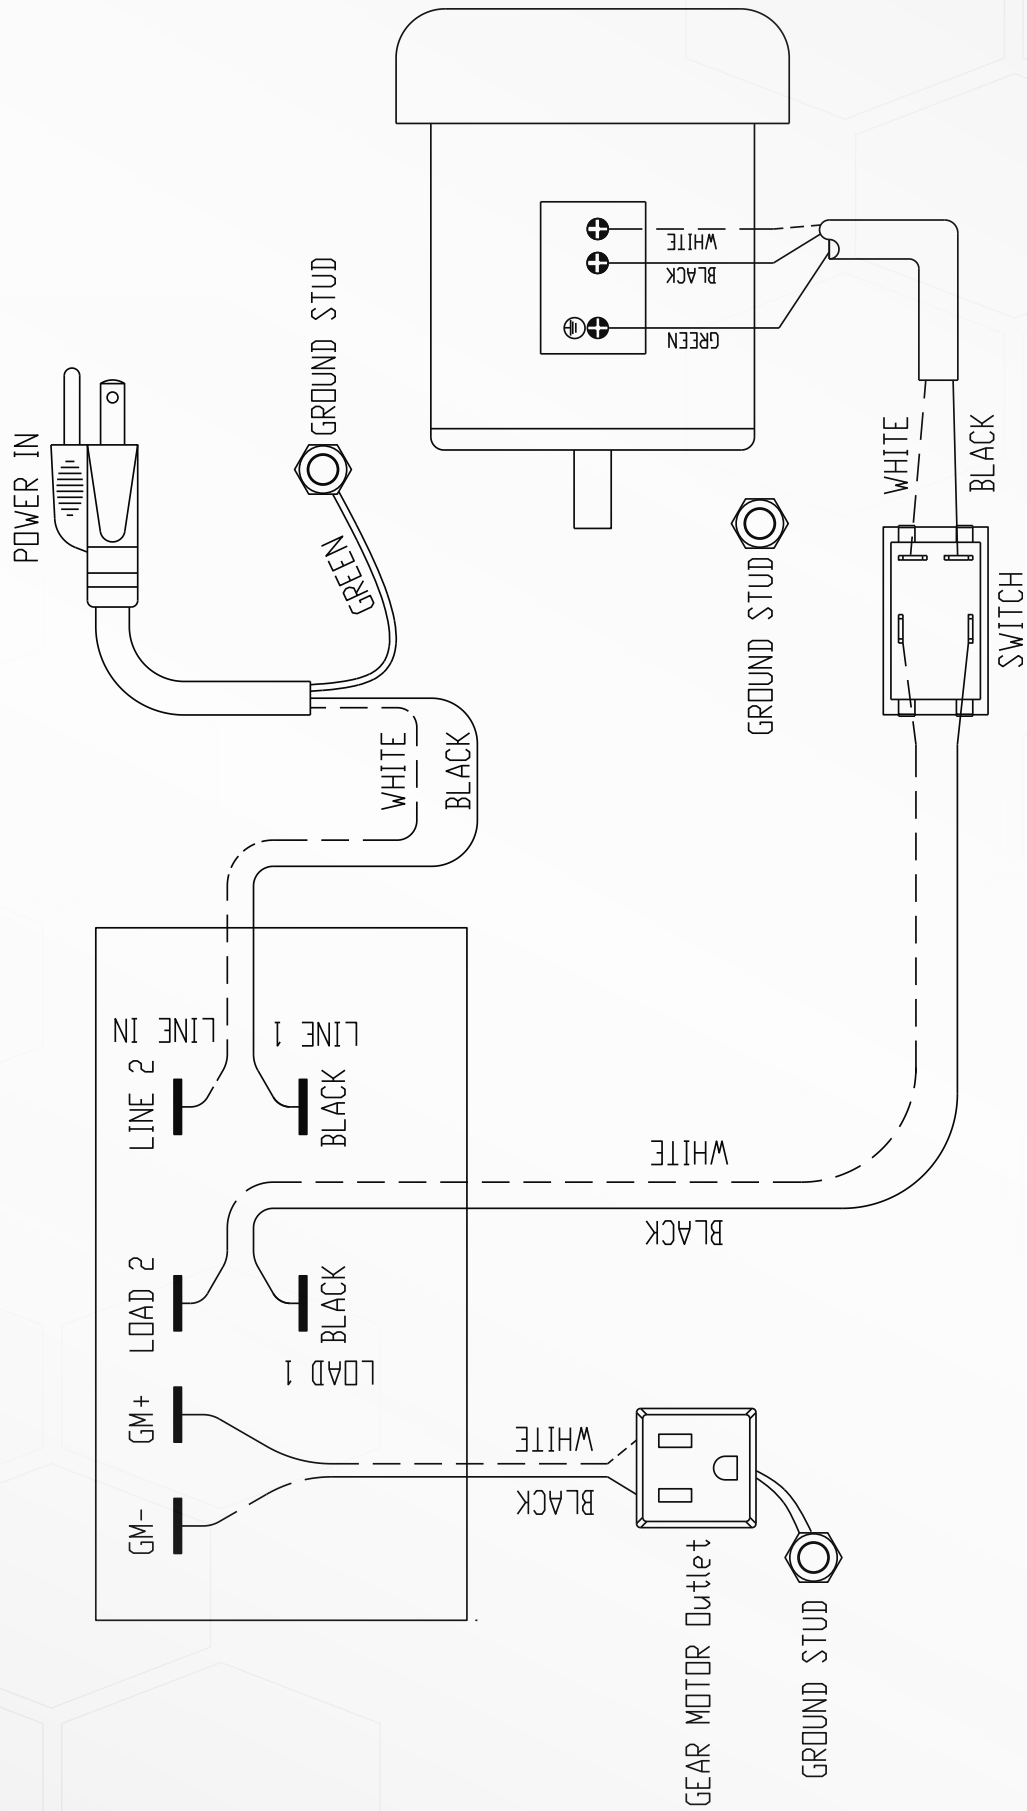 WHITE
BLACK
GREEN
GROUND STUD
POWER IN
GREEN
WHITE
BLACK
GROUND STUD
SWITCH
WHITE
BLACK
LINE IN
LINE 1
LINE 2
BLACK
WHITE
BLACK
LOAD 2
BLACK
LOAD 1
GM+
GM-
WHITE
BLACK
GEAR MOTOR Outlet
GROUND STUD